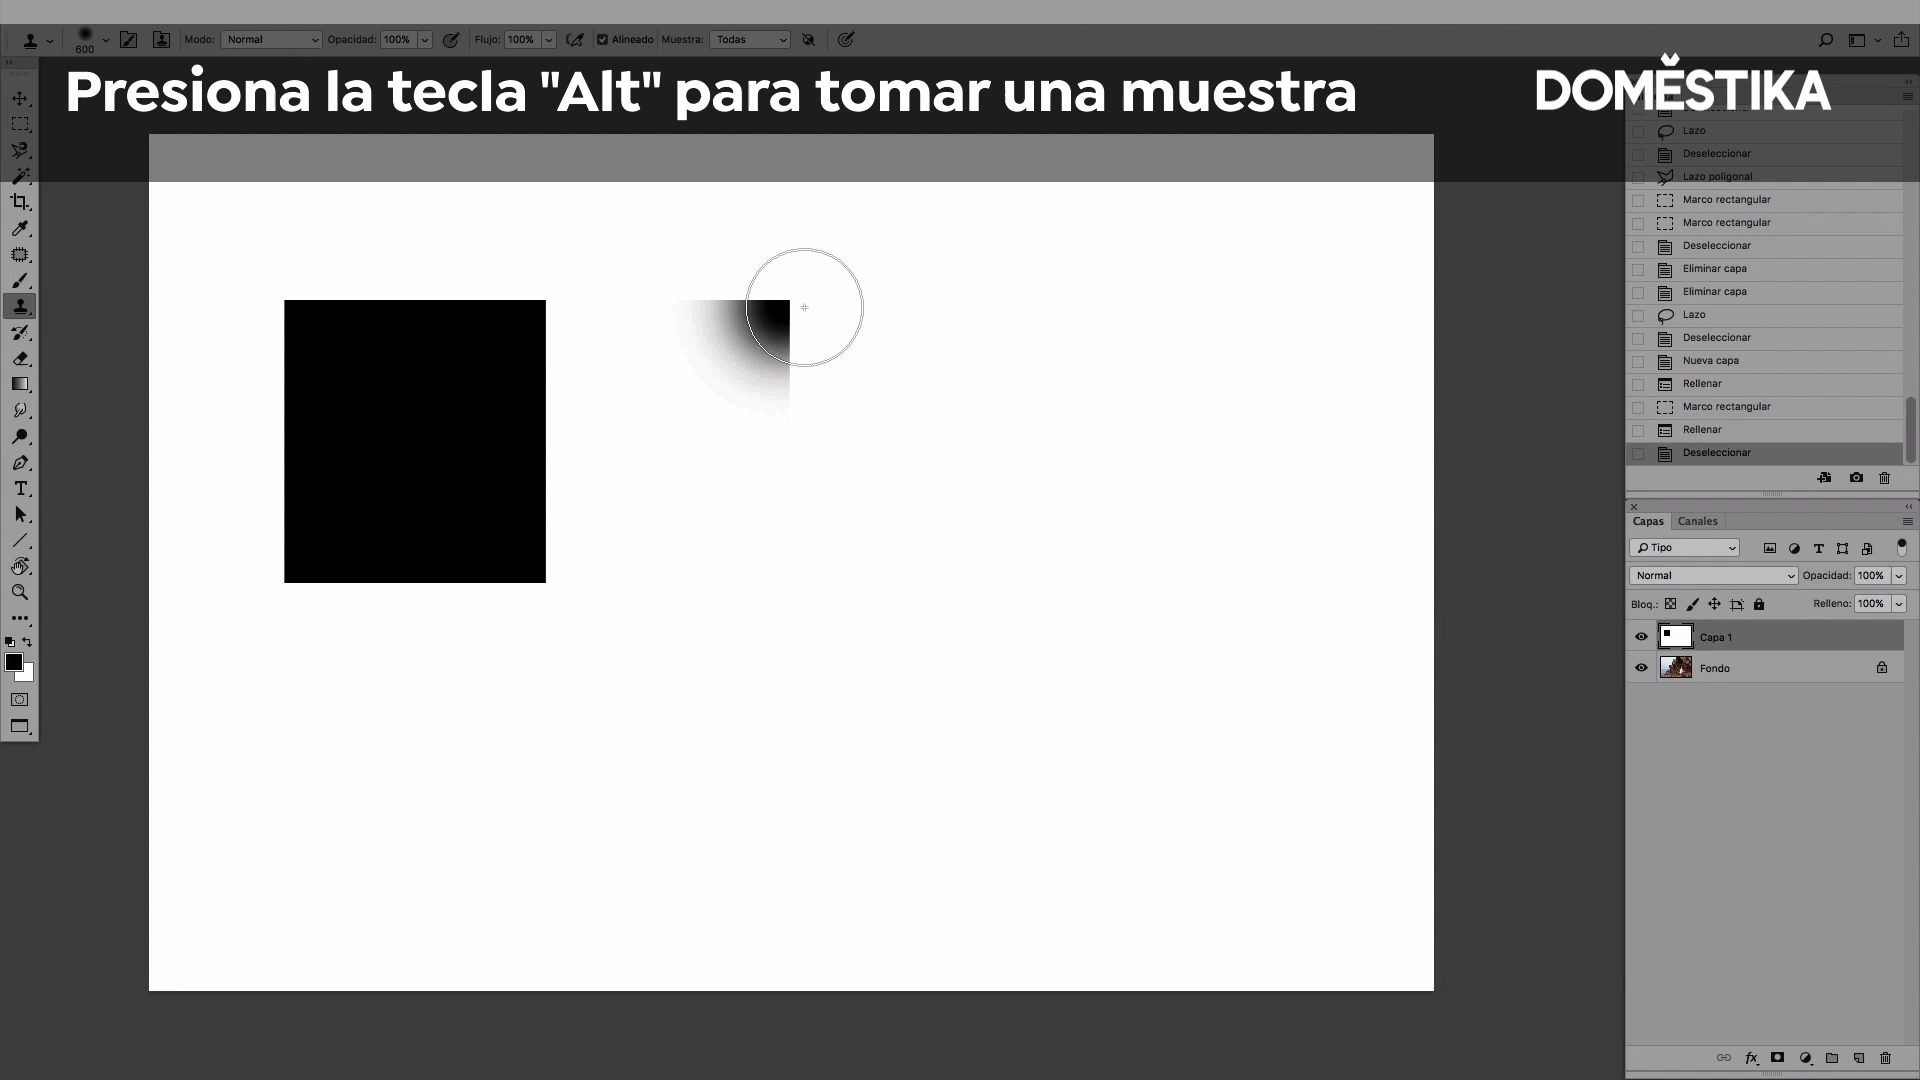 600
Modo: Normal Opacidad: 100% Flujo: 100% Alineado Muestra: Todas
Presiona la tecla "Alt" para tomar una muestra
DOMESTIKA
Lazo
Deseleccionar
Lazo poligonal
Marco rectangular
Marco rectangular
Deseleccionar
Eliminar capa
Eliminar capa
Lazo
Deseleccionar
Nueva capa
Rellenar
Marco rectangular
Rellenar
Deseleccionar
Capas Canales
Tipo
Normal Opacidad: 100%
Bloq.: Relleno: 100%
Capa 1
Fondo